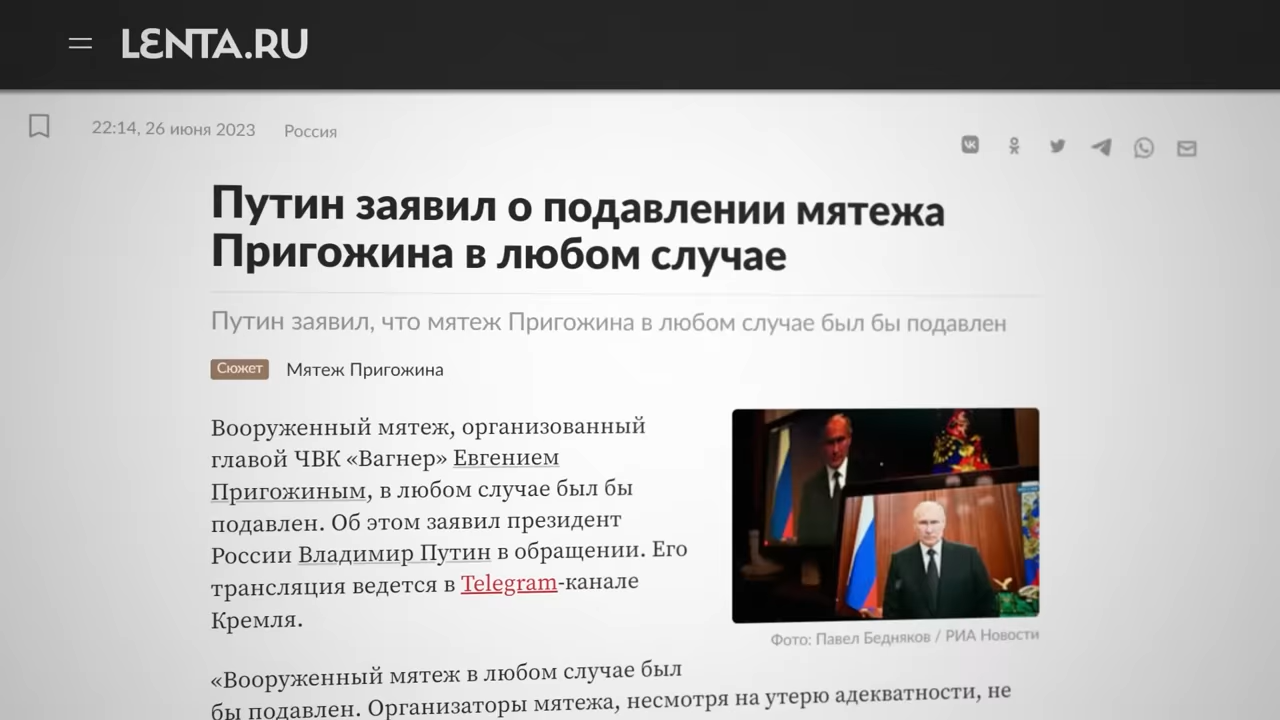 LENTA.RU
22:14, 26 июня 2023 Россия
Путин заявил о подавлении мятежа
Пригожина в любом случае
Путин заявил, что мятеж Пригожина в любом случае был бы подавлен
Сюжет Мятеж Пригожина
Вооруженный мятеж, организованный
главой ЧВК «Вагнер» Евгением
Пригожиным, в любом случае был бы
подавлен. Об этом заявил президент
России Владимир Путин в обращении. Его
трансляция ведется в Telegram-канале
Кремля.
Фото: Павел Бедняков / РИА Новости
«Вооруженный мятеж в любом случае был
бы подавлен. Организаторы мятежа, несмотря на утерю адекватности, не